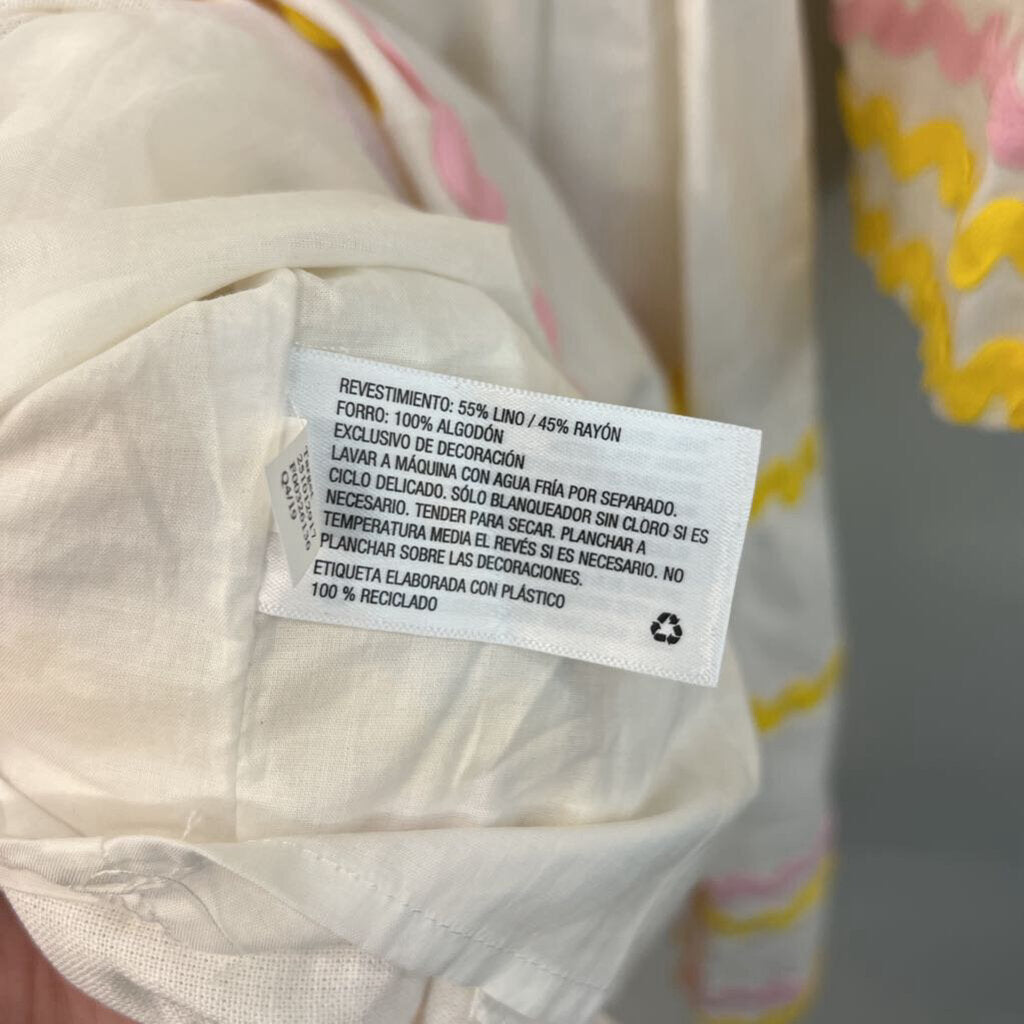 REVESTIMIENTO: 55% LINO / 45% RAYÓN
FORRO: 100% ALGODÓN
EXCLUSIVO DE DECORACIÓN
LAVAR A MÁQUINA CON AGUA FRÍA POR SEPARADO.
CICLO DELICADO. SÓLO BLANQUEADOR SIN CLORO SI ES
NECESARIO. TENDER PARA SECAR. PLANCHAR A
TEMPERATURA MEDIA EL REVÉS SI ES NECESARIO. NO
PLANCHAR SOBRE LAS DECORACIONES.
ETIQUETA ELABORADA CON PLÁSTICO
100 % RECICLADO
Q4/19